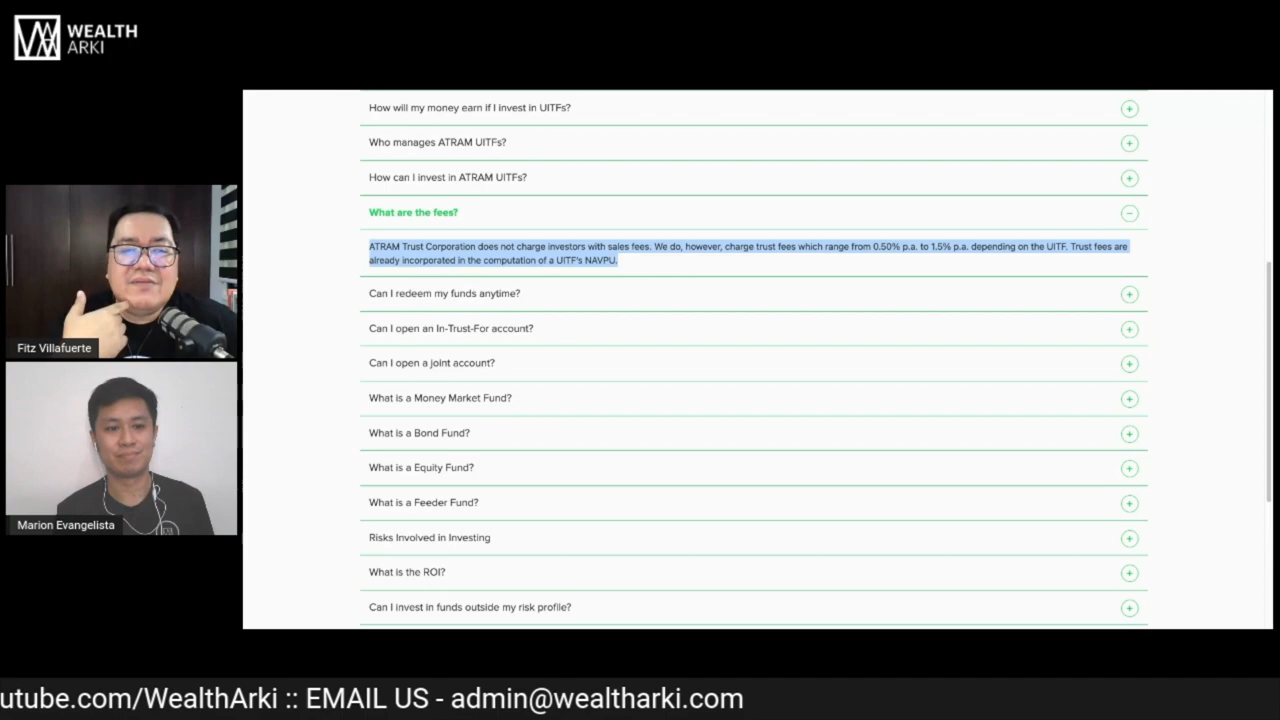 WEALTH
ARKI
How will my money earn if I invest in UITFs?
Who manages ATRAM UITFs?
How can I invest in ATRAM UITFs?
What are the fees?
ATRAM Trust Corporation does not charge investors with sales fees. We do, however, charge trust fees which range from 0.50% p.a. to 1.5% p.a. depending on the UITF. Trust fees are
already incorporated in the computation of a UITF's NAVPU.
Can I redeem my funds anytime?
Can I open an In-Trust-For account?
Can I open a joint account?
What is a Money Market Fund?
What is a Bond Fund?
What is a Equity Fund?
What is a Feeder Fund?
Risks Involved in Investing
What is the ROI?
Can I invest in funds outside my risk profile?
Fitz Villafuerte
Marion Evangelista
utube.com/WealthArki :: EMAIL US - admin@wealtharki.com